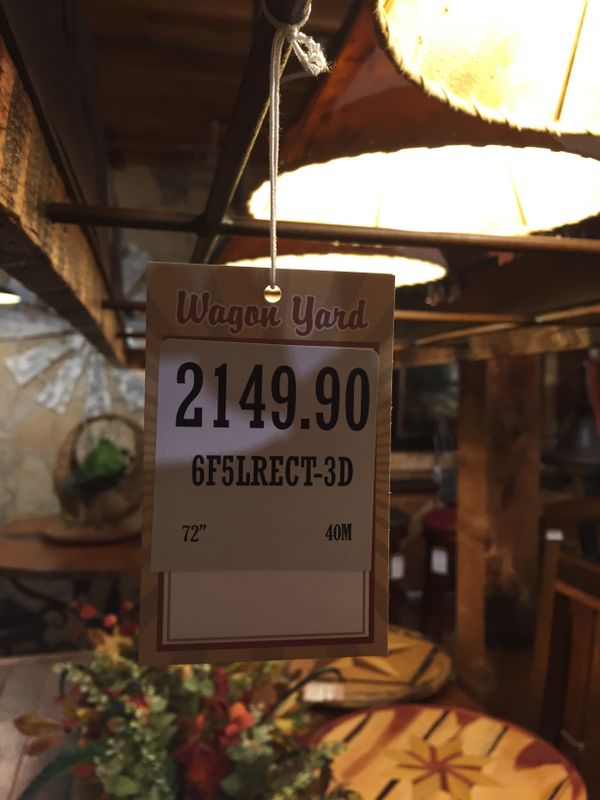 Wagon Yard
2149.90
6F5LRECT-3D
72" 40M